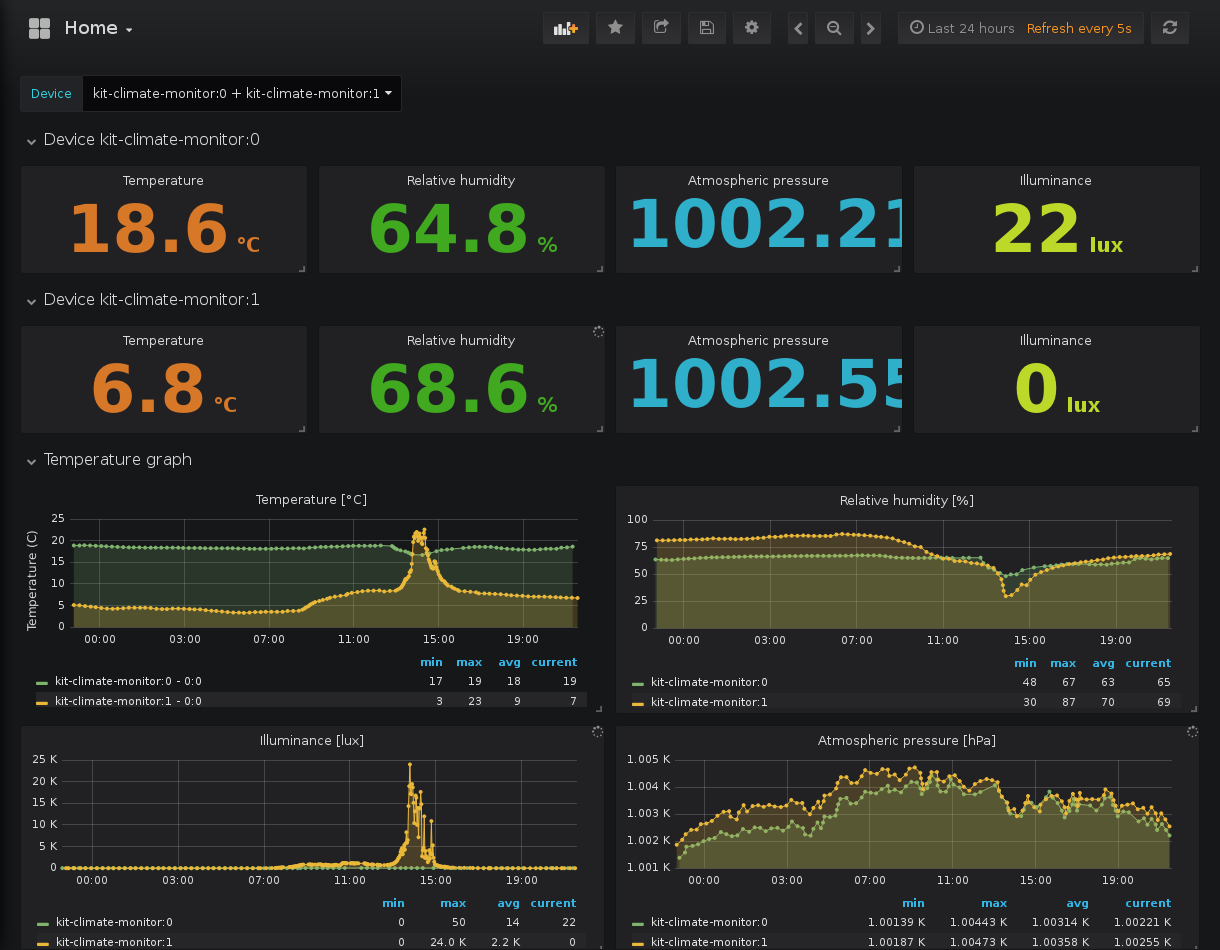 Home
Last 24 hours Refresh every 5s
Device kit-climate-monitor:0 + kit-climate-monitor:1
Device kit-climate-monitor:0
Temperature
18.6 °C
Relative humidity
64.8 %
Atmospheric pressure
1002.21
Illuminance
22 lux
Device kit-climate-monitor:1
Temperature
6.8 °C
Relative humidity
68.6 %
Atmospheric pressure
1002.55
Illuminance
0 lux
Temperature graph
Temperature [°C]
Temperature (C)
25
20
15
10
5
0
00:00 03:00 07:00 11:00 15:00 19:00
min max avg current
kit-climate-monitor:0 - 0:0 17 19 18 19
kit-climate-monitor:1 - 0:0 3 23 9 7
Relative humidity [%]
100
75
50
25
0
00:00 03:00 07:00 11:00 15:00 19:00
min max avg current
kit-climate-monitor:0 48 67 63 65
kit-climate-monitor:1 30 87 70 69
Illuminance [lux]
25 K
20 K
15 K
10 K
5 K
0
00:00 03:00 07:00 11:00 15:00 19:00
min max avg current
kit-climate-monitor:0 0 50 14 22
kit-climate-monitor:1 0 24.0 K 2.2 K 0
Atmospheric pressure [hPa]
1.005 K
1.004 K
1.003 K
1.002 K
1.001 K
00:00 03:00 07:00 11:00 15:00 19:00
min max avg current
kit-climate-monitor:0 1.00139 K 1.00443 K 1.00314 K 1.00221 K
kit-climate-monitor:1 1.00187 K 1.00473 K 1.00358 K 1.00255 K